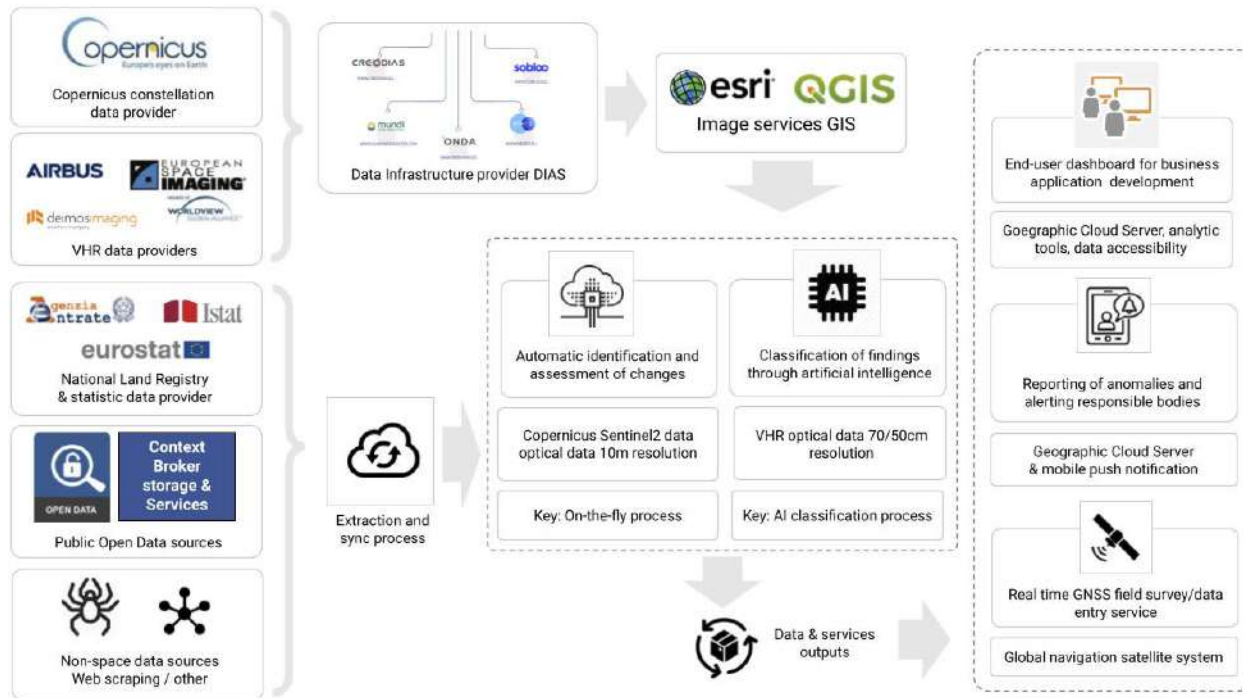 opernicus
Europe's eyes on Earth
Copernicus constellation
data provider
AIRBUS
EUROPEAN
SPACE
IMAGING
deimosimaging
WORLDVIEW
GLOBAL ALLIANCE
VHR data providers
genzia
ntrate
Istat
eurostat
National Land Registry
& statistic data provider
OPEN DATA
Context
Broker
storage &
Services
Public Open Data sources
Non-space data sources
Web scraping / other
CREODIAS
sobloo
mundi
ONDA
Data Infrastructure provider DIAS
esri
QGIS
Image services GIS
Extraction and
sync process
Automatic identification and
assessment of changes
Copernicus Sentinel2 data
optical data 10m resolution
Key: On-the-fly process
AI
Classification of findings
through artificial intelligence
VHR optical data 70/50cm
resolution
Key: AI classification process
Data & services
outputs
End-user dashboard for business
application development
Goegraphic Cloud Server, analytic
tools, data accessibility
Reporting of anomalies and
alerting responsible bodies
Geographic Cloud Server
& mobile push notification
Real time GNSS field survey/data
entry service
Global navigation satellite system